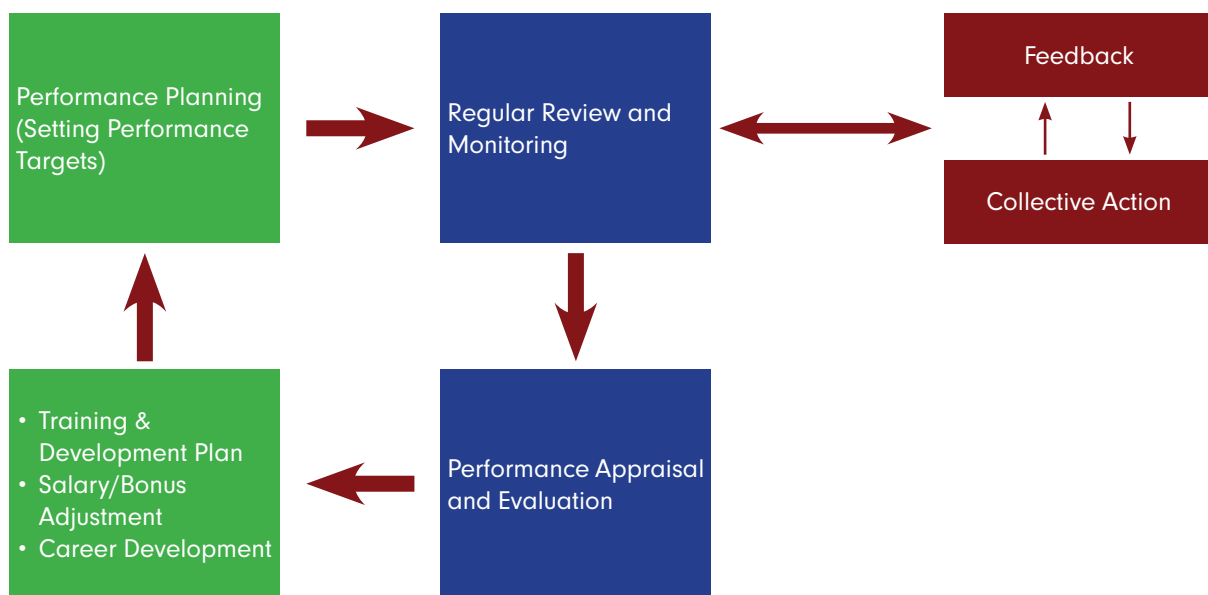 Performance Planning
(Setting Performance
Targets)
Regular Review and
Monitoring
Feedback
Collective Action
• Training &
Development Plan
• Salary/Bonus
Adjustment
• Career Development
Performance Appraisal
and Evaluation